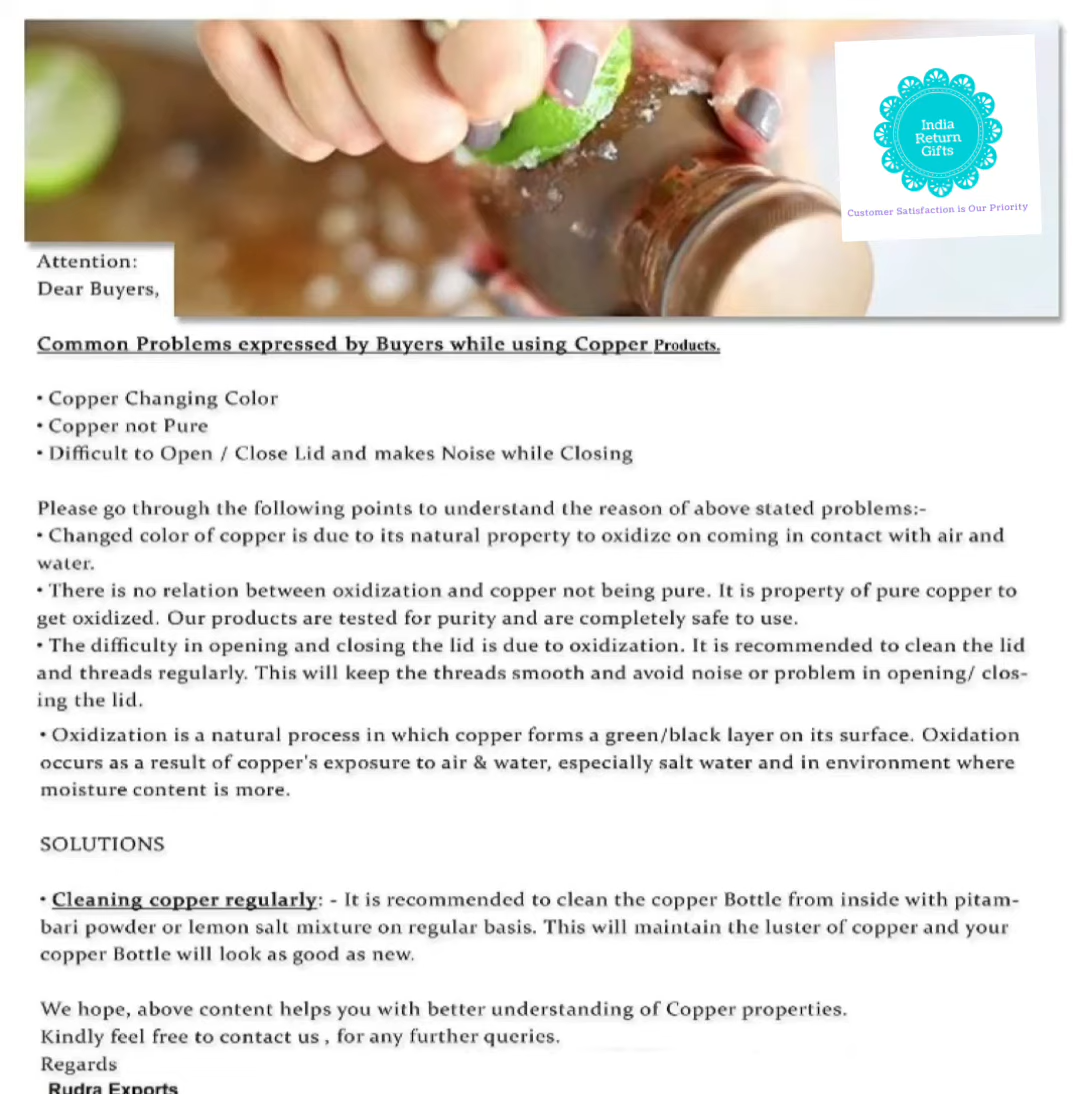 India
Return
Gifts
Customer Satisfaction is Our Priority
Attention:
Dear Buyers,
Common Problems expressed by Buyers while using Copper Products.
• Copper Changing Color
• Copper not Pure
• Difficult to Open / Close Lid and makes Noise while Closing
Please go through the following points to understand the reason of above stated problems:-
• Changed color of copper is due to its natural property to oxidize on coming in contact with air and
water.
• There is no relation between oxidization and copper not being pure. It is property of pure copper to
get oxidized. Our products are tested for purity and are completely safe to use.
• The difficulty in opening and closing the lid is due to oxidization. It is recommended to clean the lid
and threads regularly. This will keep the threads smooth and avoid noise or problem in opening/ clos-
ing the lid.
• Oxidization is a natural process in which copper forms a green/black layer on its surface. Oxidation
occurs as a result of copper's exposure to air & water, especially salt water and in environment where
moisture content is more.
SOLUTIONS
• Cleaning copper regularly: - It is recommended to clean the copper Bottle from inside with pitam-
bari powder or lemon salt mixture on regular basis. This will maintain the luster of copper and your
copper Bottle will look as good as new.
We hope, above content helps you with better understanding of Copper properties.
Kindly feel free to contact us , for any further queries.
Regards
Rudra Exports